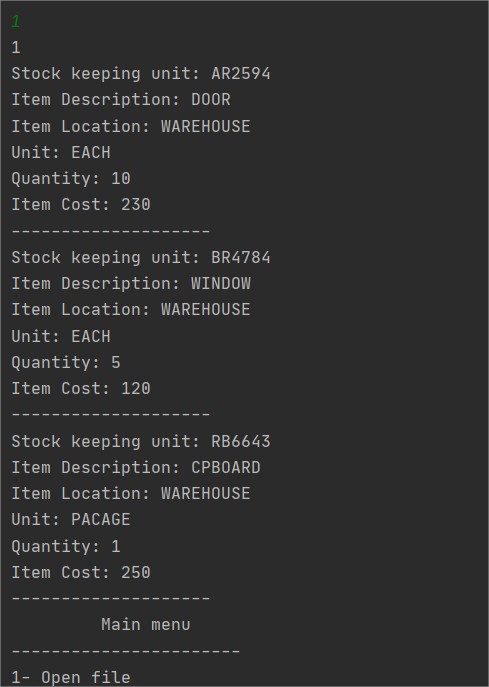 1
1
Stock keeping unit: AR2594
Item Description: DOOR
Item Location: WAREHOUSE
Unit: EACH
Quantity: 10
Item Cost: 230
--------------------
Stock keeping unit: BR4784
Item Description: WINDOW
Item Location: WAREHOUSE
Unit: EACH
Quantity: 5
Item Cost: 120
--------------------
Stock keeping unit: RB6643
Item Description: CPBOARD
Item Location: WAREHOUSE
Unit: PACAGE
Quantity: 1
Item Cost: 250
--------------------
Main menu
-----------------------
1- Open file